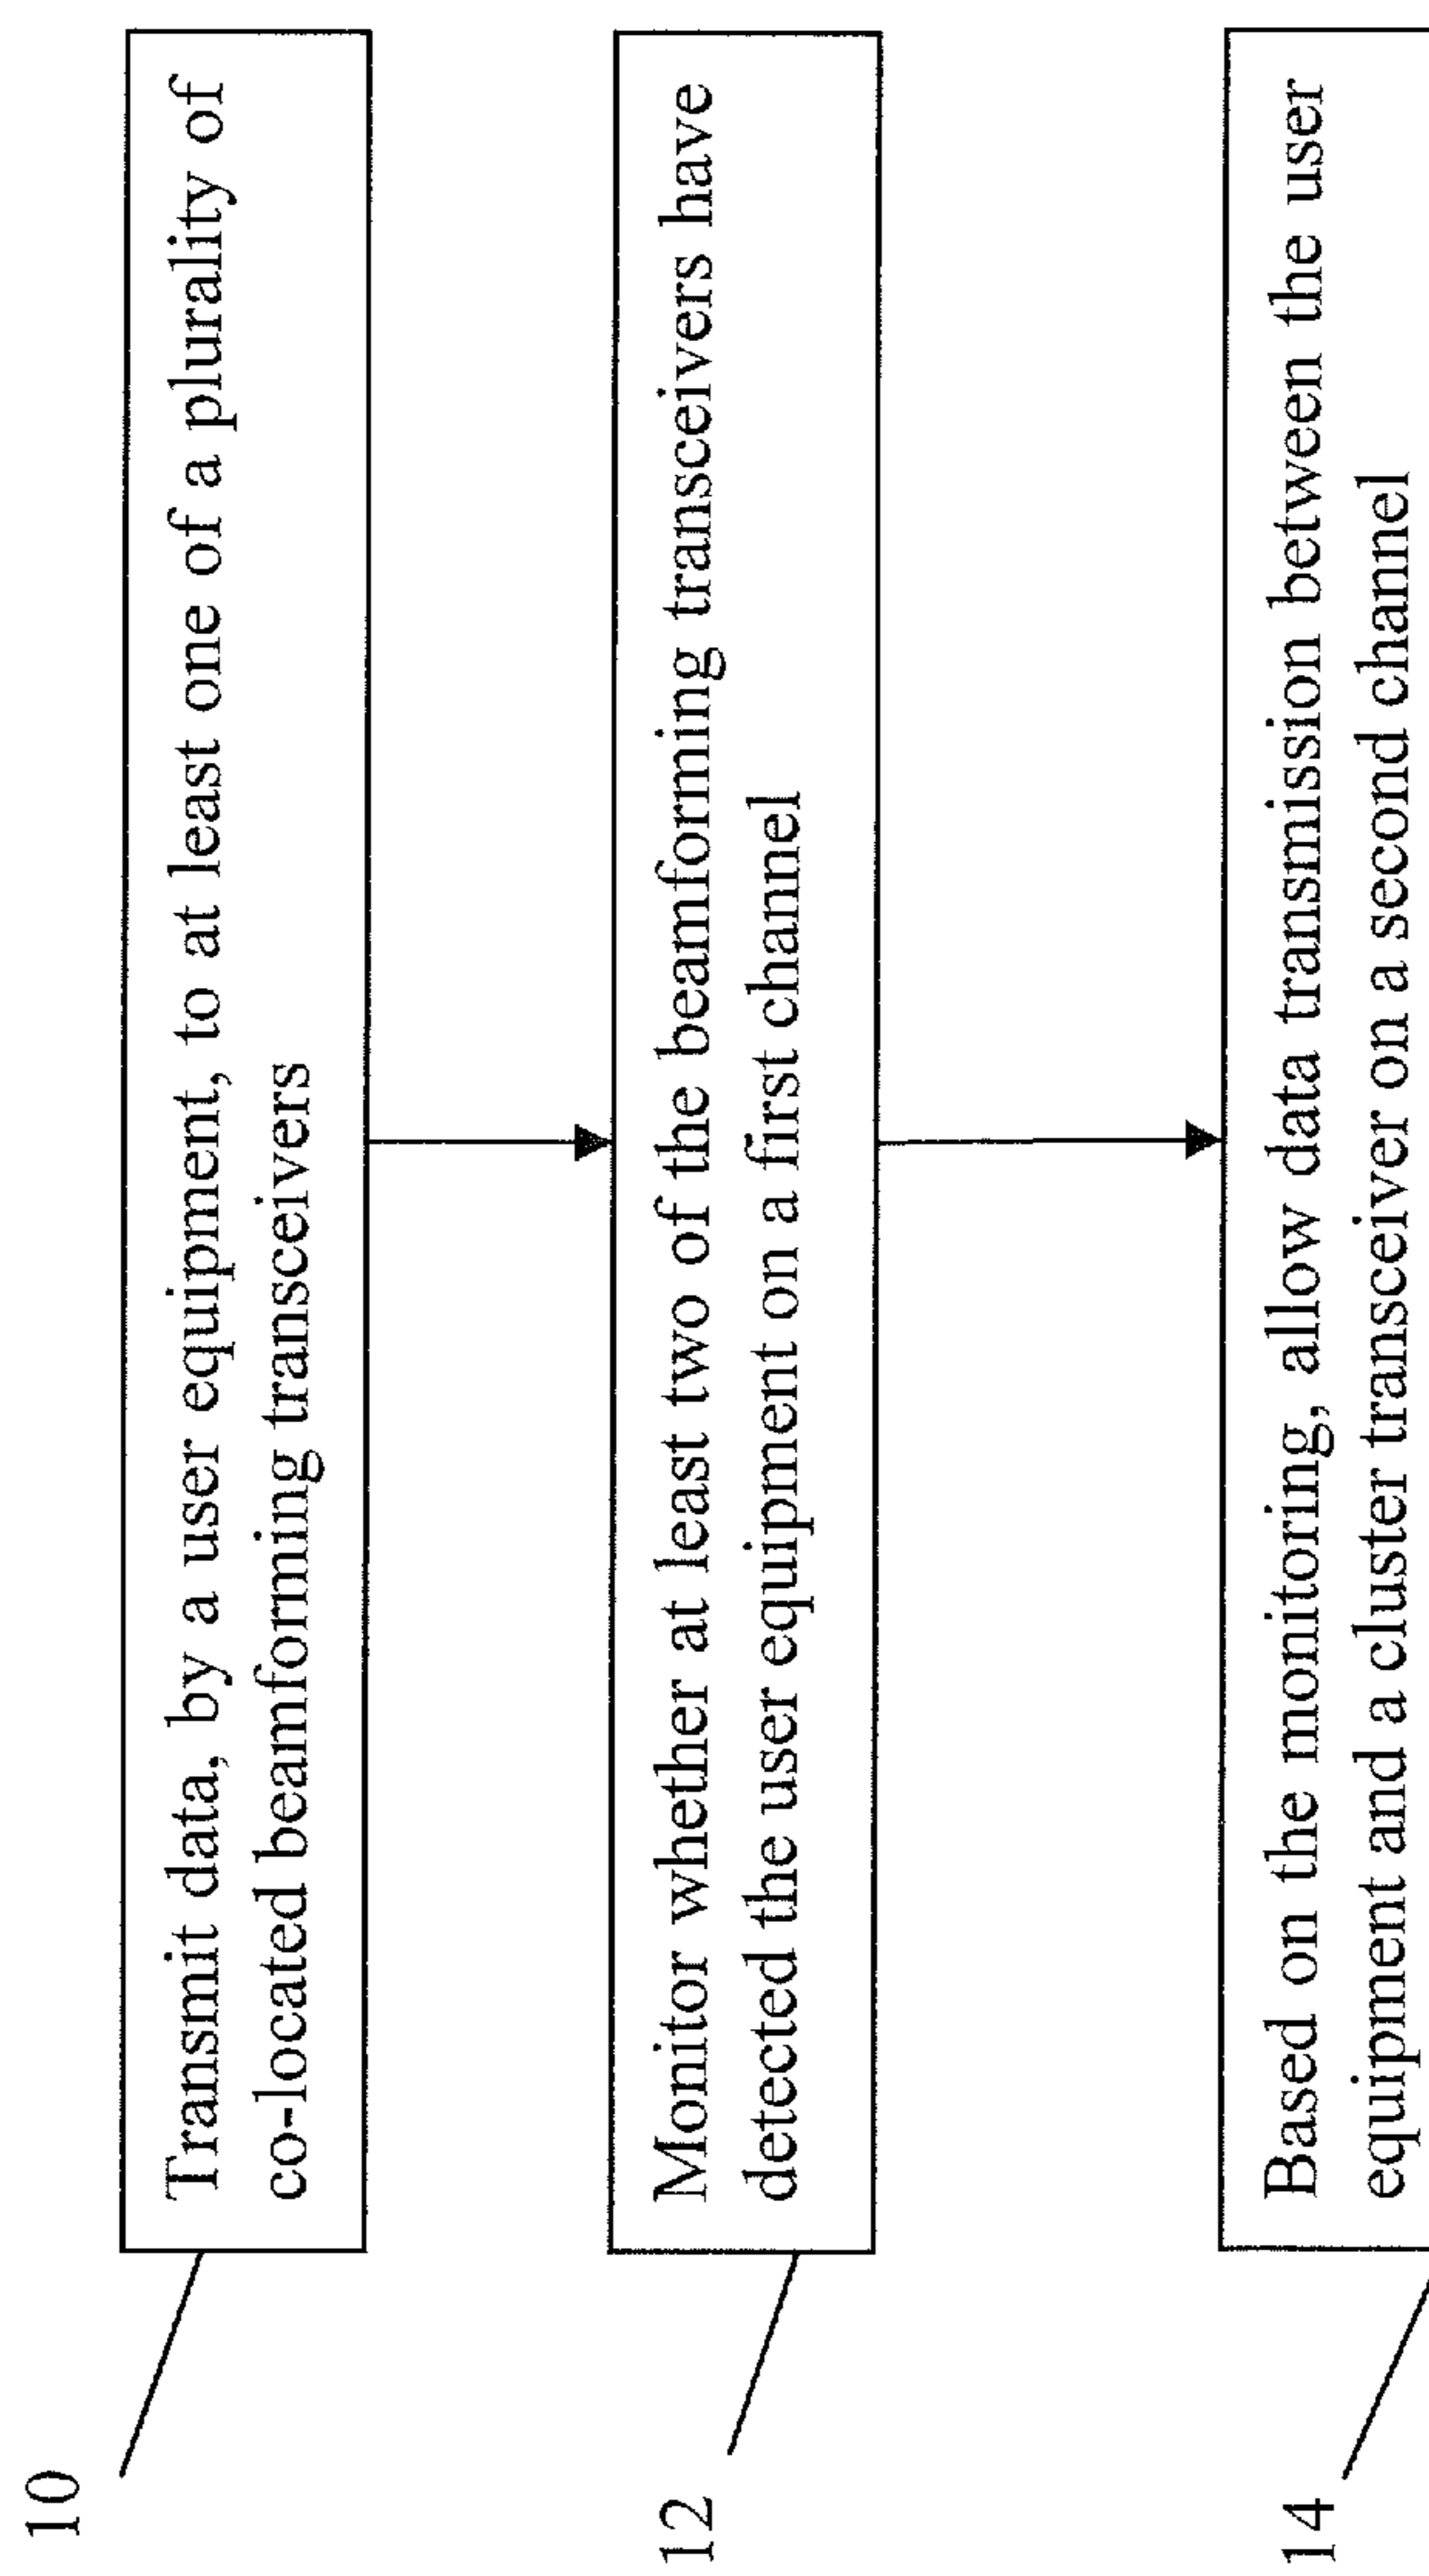 10
Transmit data, by a user equipment, to at least one of a plurality of
co-located beamforming transceivers
12
Monitor whether at least two of the beamforming transceivers have
detected the user equipment on a first channel
14
Based on the monitoring, allow data transmission between the user
equipment and a cluster transceiver on a second channel